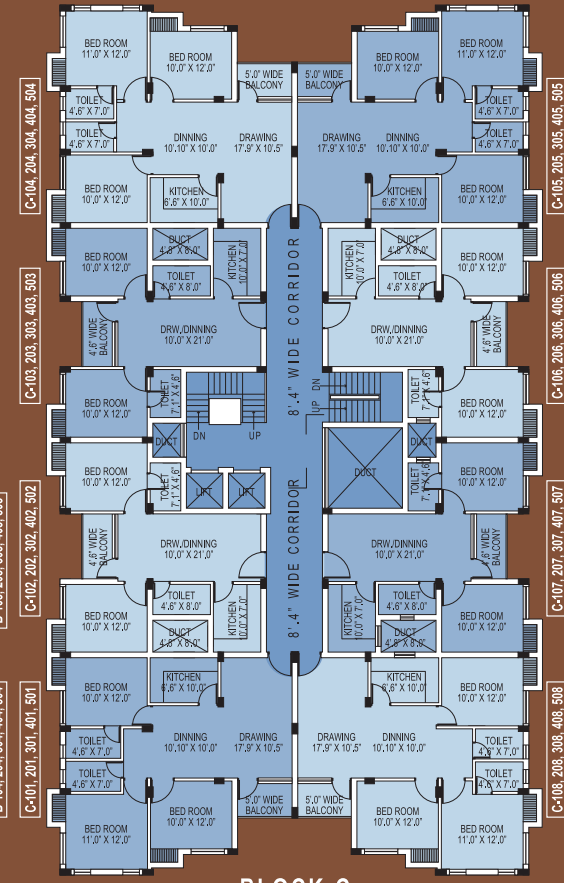 BED ROOM
11'.0" X 12'.0"
BED ROOM
10'.0" X 12'.0"
5'.0" WIDE
BALCONY
5'.0" WIDE
BALCONY
BED ROOM
10'.0" X 12'.0"
BED ROOM
11'.0" X 12'.0"
C-104, 204, 304, 404, 504
TOILET
4'.6" X 7'.0"
TOILET
4'.6" X 7'.0"
DINNING
10'.10" X 10'.0"
DRAWING
17'.9" X 10'.5"
DRAWING
17'.9" X 10'.5"
DINNING
10'.10" X 10'.0"
TOILET
4'.6" X 7'.0"
TOILET
4'.6" X 7'.0"
C-105, 205, 305, 405, 505
BED ROOM
10'.0" X 12'.0"
KITCHEN
6'.6" X 10'.0"
KITCHEN
6'.6" X 10'.0"
BED ROOM
10'.0" X 12'.0"
BED ROOM
10'.0" X 12'.0"
DUCT
4'.8" X 8'.0"
TOILET
4'.6" X 8'.0"
KITCHEN
10'.0" X 7'.0"
8'.4" WIDE CORRIDOR
KITCHEN
10'.0" X 7'.0"
DUCT
4'.8" X 8'.0"
TOILET
4'.6" X 8'.0"
BED ROOM
10'.0" X 12'.0"
C-103, 203, 303, 403, 503
4'.6" WIDE
BALCONY
DRW./DINNING
10'.0" X 21'.0"
DRW./DINNING
10'.0" X 21'.0"
4'.6" WIDE
BALCONY
C-106, 206, 306, 406, 506
BED ROOM
10'.0" X 12'.0"
TOILET
7'.1" X 4'.6"
DN
UP
DN
UP
TOILET
7'.1" X 4'.6"
BED ROOM
10'.0" X 12'.0"
DUCT
DUCT
BED ROOM
10'.0" X 12'.0"
TOILET
7'.1" X 4'.6"
LIFT
LIFT
DUCT
TOILET
7'.1" X 4'.6"
BED ROOM
10'.0" X 12'.0"
C-102, 202, 302, 402, 502
4'.6" WIDE
BALCONY
DRW./DINNING
10'.0" X 21'.0"
8'.4" WIDE CORRIDOR
DRW./DINNING
10'.0" X 21'.0"
4'.6" WIDE
BALCONY
C-107, 207, 307, 407, 507
BED ROOM
10'.0" X 12'.0"
TOILET
4'.6" X 8'.0"
DUCT
4'.8" X 8'.0"
KITCHEN
10'.0" X 7'.0"
KITCHEN
10'.0" X 7'.0"
TOILET
4'.6" X 8'.0"
DUCT
4'.8" X 8'.0"
BED ROOM
10'.0" X 12'.0"
BED ROOM
10'.0" X 12'.0"
KITCHEN
6'.6" X 10'.0"
KITCHEN
6'.6" X 10'.0"
BED ROOM
10'.0" X 12'.0"
C-101, 201, 301, 401, 501
TOILET
4'.6" X 7'.0"
TOILET
4'.6" X 7'.0"
DINNING
10'.10" X 10'.0"
DRAWING
17'.9" X 10'.5"
DRAWING
17'.9" X 10'.5"
DINNING
10'.10" X 10'.0"
TOILET
4'.6" X 7'.0"
TOILET
4'.6" X 7'.0"
C-108, 208, 308, 408, 508
BED ROOM
11'.0" X 12'.0"
BED ROOM
10'.0" X 12'.0"
5'.0" WIDE
BALCONY
5'.0" WIDE
BALCONY
BED ROOM
10'.0" X 12'.0"
BED ROOM
11'.0" X 12'.0"